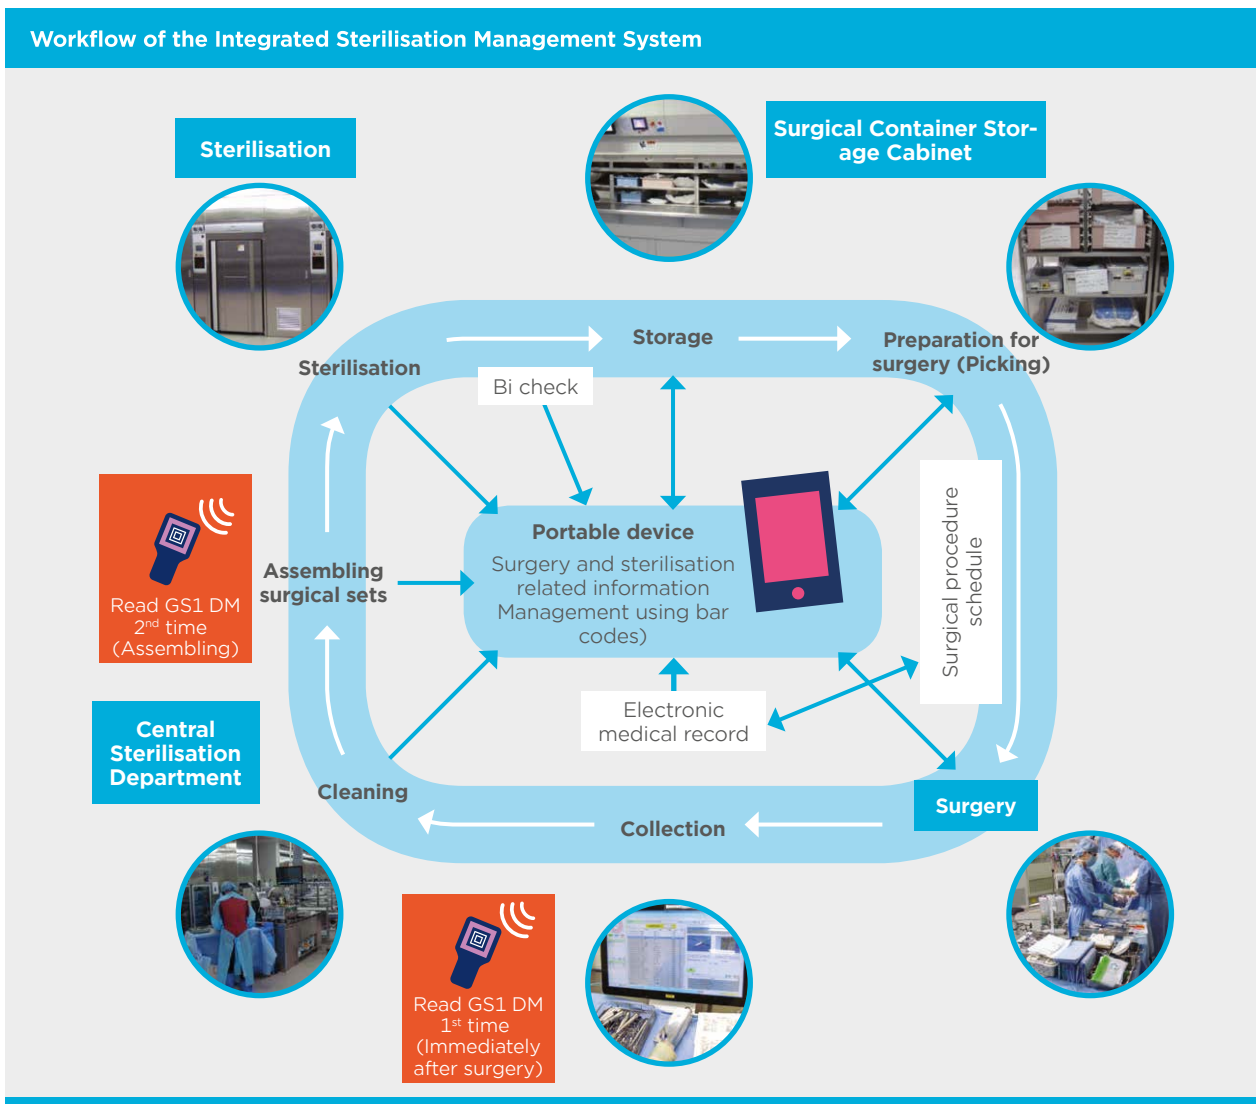 Workflow of the Integrated Sterilisation Management System
Sterilisation
Surgical Container Stor-
age Cabinet
Storage
Preparation for
surgery (Picking)
Sterilisation
Bi check
Portable device
Surgery and sterilisation
related information
Management using bar
codes)
Surgical procedure
schedule
Read GS1 DM
2nd time
(Assembling)
Assembling
surgical sets
Electronic
medical record
Central
Sterilisation
Department
Cleaning
Collection
Surgery
Read GS1 DM
1st time
(Immediately
after surgery)